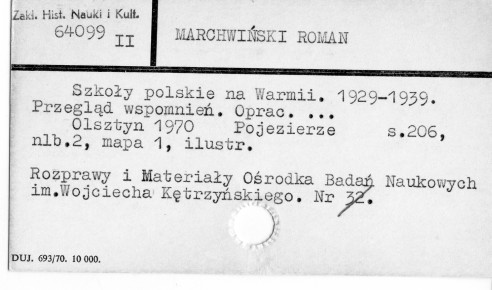 Zakł. Hist. Nauki i Kult.
64099 II
MARCHWIŃSKI ROMAN
Szkoły polskie na Warmii. 1929-1939.
Przegląd wspomnień. Oprac. ...
Olsztyn 1970 Pojezierze s.206,
nlb.2, mapa 1, ilustr.
Rozprawy i Materiały Ośrodka Badań Naukowych
im.Wojciecha Kętrzyńskiego. Nr 32.
DUJ. 693/70. 10 000.